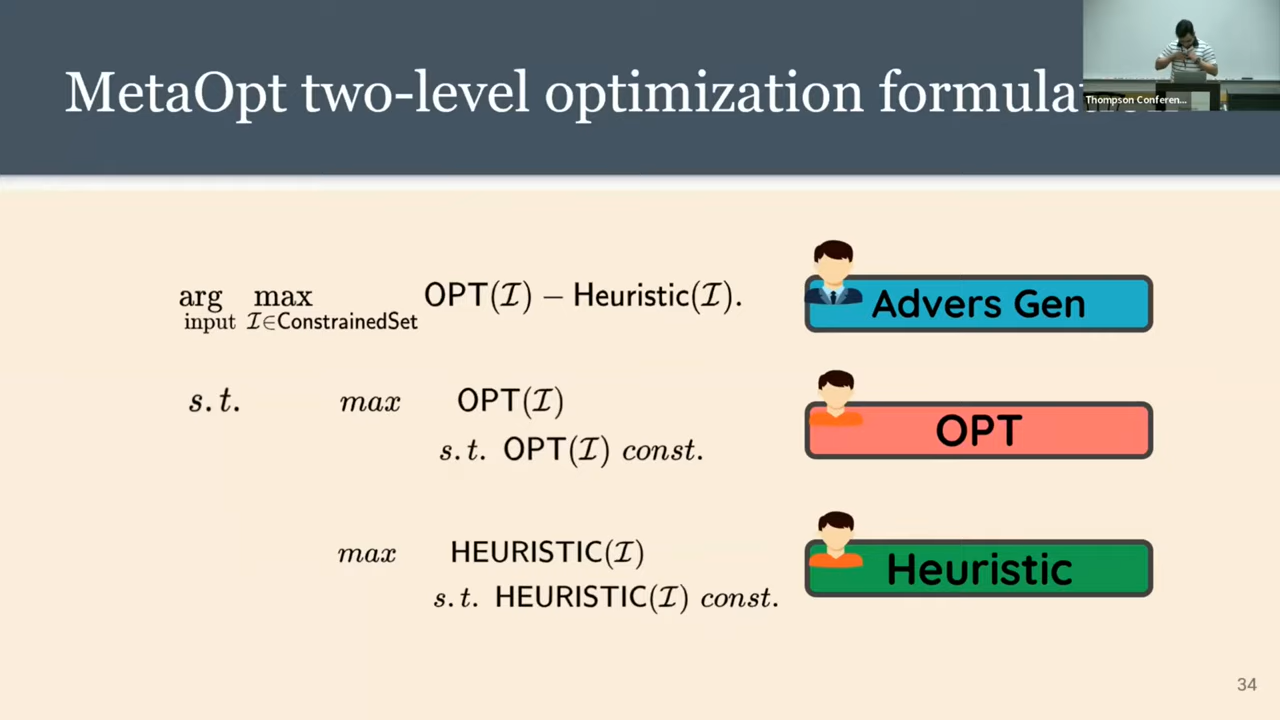 MetaOpt two-level optimization
Thompson Conferen...
arg max OPT(ℐ) − Heuristic(ℐ).
input ℐ∈ConstrainedSet
Advers Gen
s.t. max OPT(ℐ)
s.t. OPT(ℐ) const.
OPT
max HEURISTIC(ℐ)
s.t. HEURISTIC(ℐ) const.
Heuristic
34